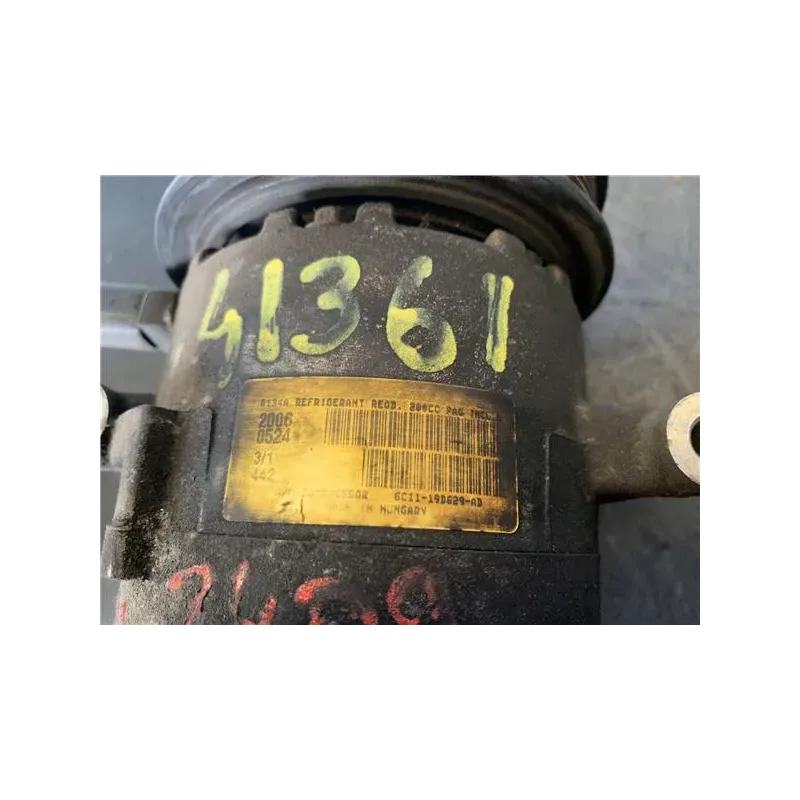 41361
R134A REFRIGERANT REQD. 200CC PAG INCL.
2006
0524
3/1
442
6C11-19D629-AD
IN HUNGARY